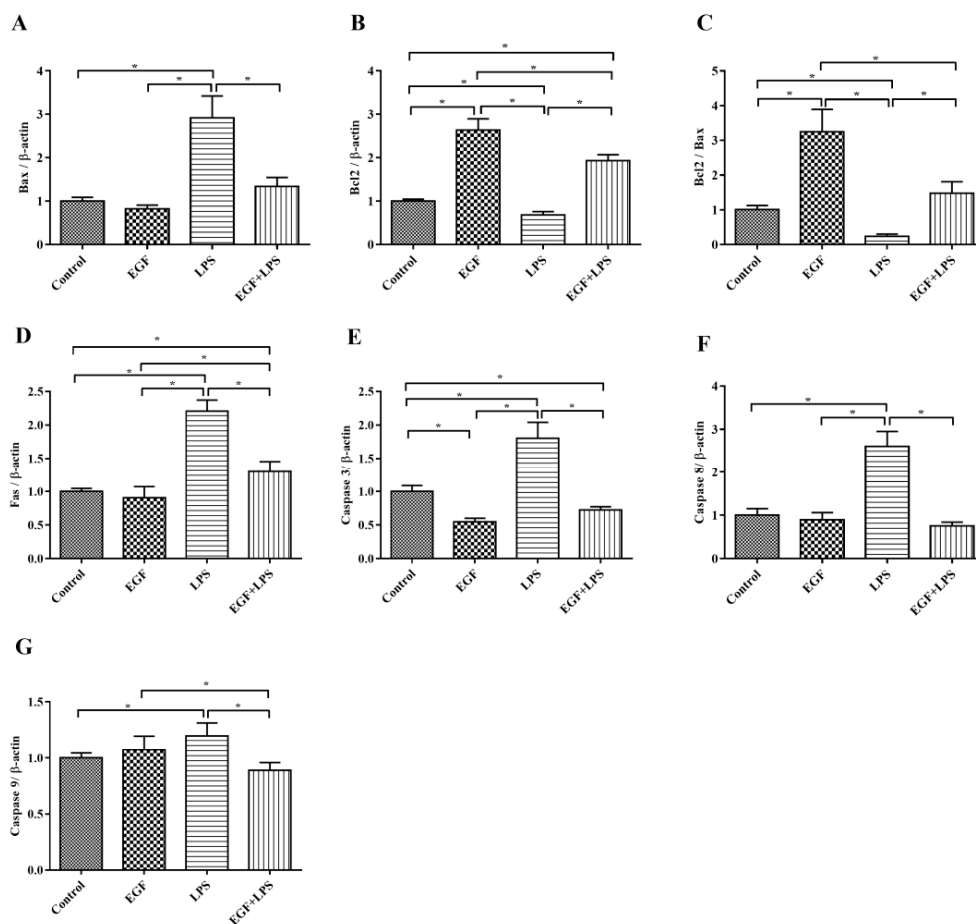 A
Bax / β-actin
4
3
2
1
0
*
*
*
Control
EGF
LPS
EGF+LPS
B
Bcl2 / β-actin
4
3
2
1
0
*
*
*
*
*
*
Control
EGF
LPS
EGF+LPS
C
Bcl2 / Bax
5
4
3
2
1
0
*
*
*
*
*
Control
EGF
LPS
EGF+LPS
D
Fas / β-actin
2.5
2.0
1.5
1.0
0.5
0.0
*
*
*
*
*
Control
EGF
LPS
EGF+LPS
E
Caspase 3/ β-actin
2.5
2.0
1.5
1.0
0.5
0.0
*
*
*
*
*
Control
EGF
LPS
EGF+LPS
F
Caspase 8/ β-actin
4
3
2
1
0
*
*
*
Control
EGF
LPS
EGF+LPS
G
Caspase 9/ β-actin
1.5
1.0
0.5
0.0
*
*
*
Control
EGF
LPS
EGF+LPS